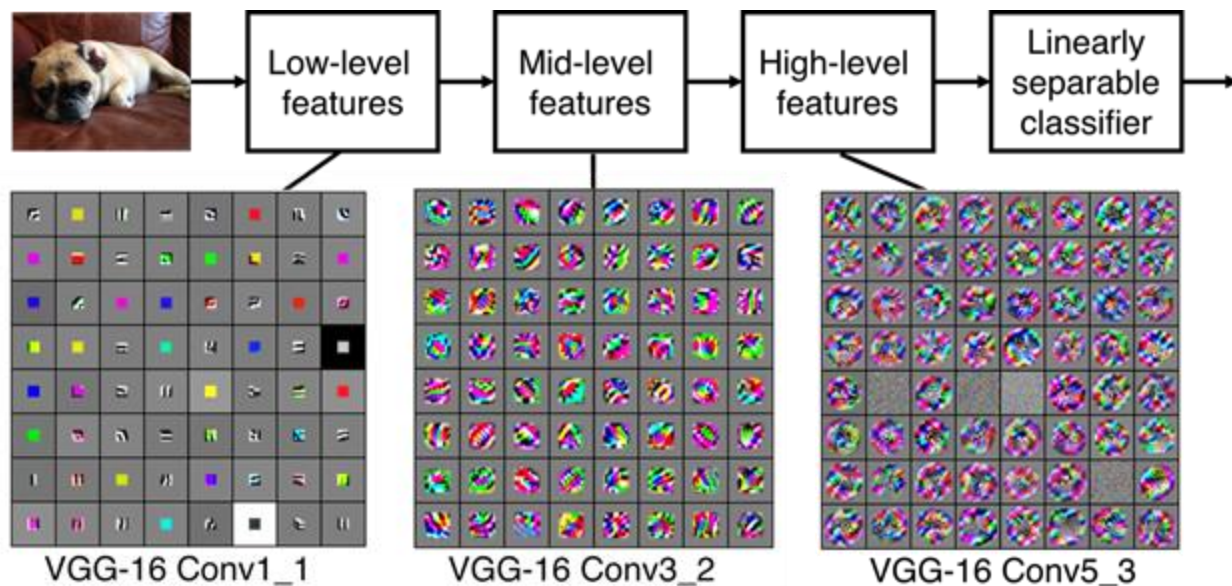 Low-level
features
Mid-level
features
High-level
features
Linearly
separable
classifier
VGG-16 Conv1_1
VGG-16 Conv3_2
VGG-16 Conv5_3